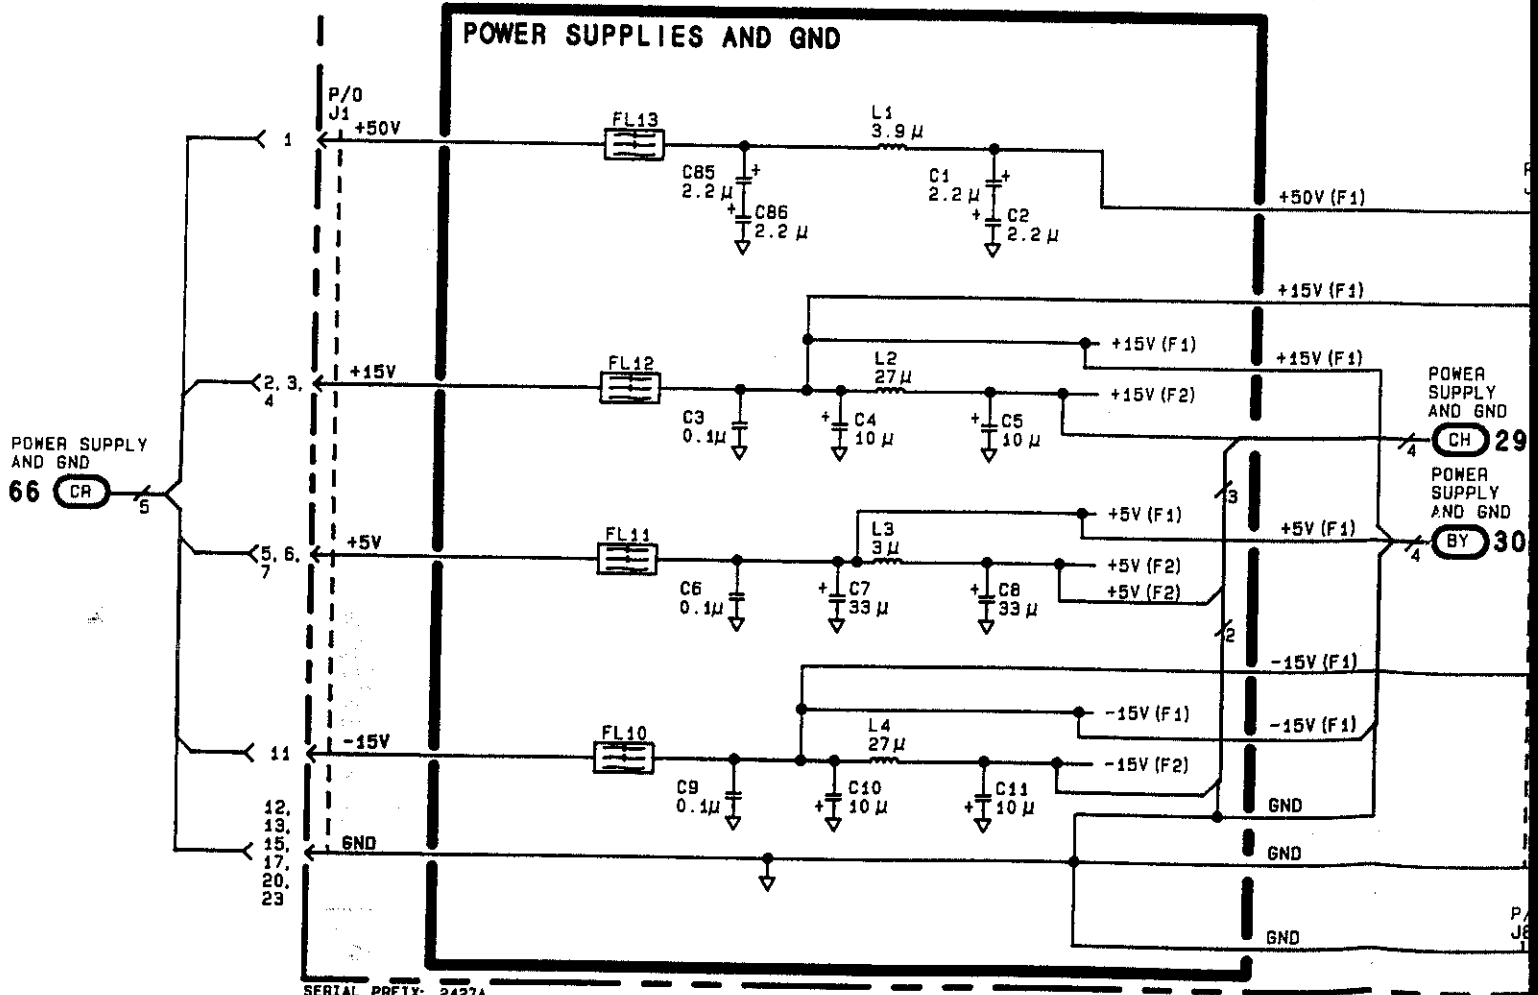 POWER SUPPLIES AND GND
P/O
J1
1
+50V
FL13
C85
2.2µ
+
+
C86
2.2µ
L1
3.9µ
C1
2.2µ
+
+
C2
2.2µ
+50V(F1)
+15V(F1)
+15V(F1)
+15V(F1)
2, 3,
4
+15V
FL12
C3
0.1µ
+
C4
10µ
L2
27µ
+
C5
10µ
+15V(F2)
POWER
SUPPLY
AND GND
4
CH
29
POWER SUPPLY
AND GND
66
CR
5
3
POWER
SUPPLY
AND GND
4
BY
30
5, 6,
7
+5V
FL11
C6
0.1µ
+
C7
33µ
L3
3µ
+
C8
33µ
+5V(F1)
+5V(F1)
+5V(F2)
+5V(F2)
2
-15V(F1)
-15V(F1)
-15V(F1)
11
-15V
FL10
C9
0.1µ
+
C10
10µ
L4
27µ
+
C11
10µ
-15V(F2)
12,
13,
15,
17,
20,
23
GND
GND
GND
GND
SERIAL PREFIX: 2427A